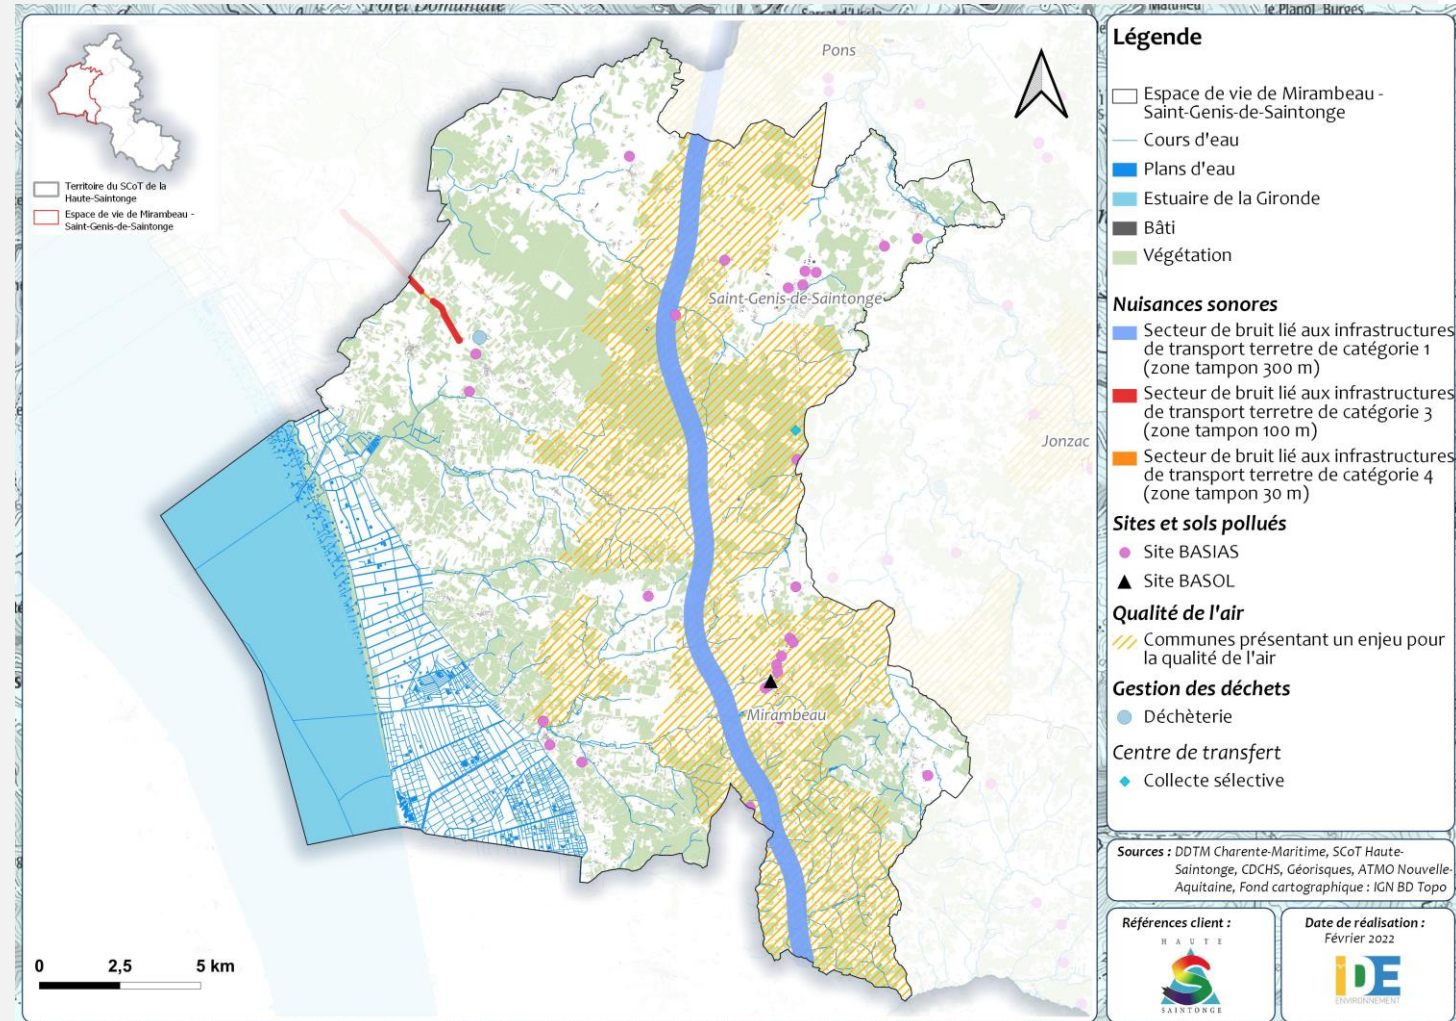 Forêt Domaniale
Légende
Espace de vie de Mirambeau -
Saint-Genis-de-Saintonge
Cours d'eau
Plans d'eau
Estuaire de la Gironde
Bâti
Végétation
Nuisances sonores
Secteur de bruit lié aux infrastructures
de transport terretre de catégorie 1
(zone tampon 300 m)
Secteur de bruit lié aux infrastructures
de transport terretre de catégorie 3
(zone tampon 100 m)
Secteur de bruit lié aux infrastructures
de transport terretre de catégorie 4
(zone tampon 30 m)
Sites et sols pollués
Site BASIAS
Site BASOL
Qualité de l'air
Communes présentant un enjeu pour
la qualité de l'air
Gestion des déchets
Déchèterie
Centre de transfert
Collecte sélective
Sources : DDTM Charente-Maritime, SCoT Haute-
Saintonge, CDCHS, Géorisques, ATMO Nouvelle-
Aquitaine, Fond cartographique : IGN BD Topo
Références client :
HAUTE
SAINTONGE
Date de réalisation :
Février 2022
IDE
ENVIRONNEMENT
Territoire du SCoT de la
Haute-Saintonge
Espace de vie de Mirambeau -
Saint-Genis-de-Saintonge
Pons
Saint-Genis-de-Saintonge
Jonzac
Mirambeau
0 2,5 5 km